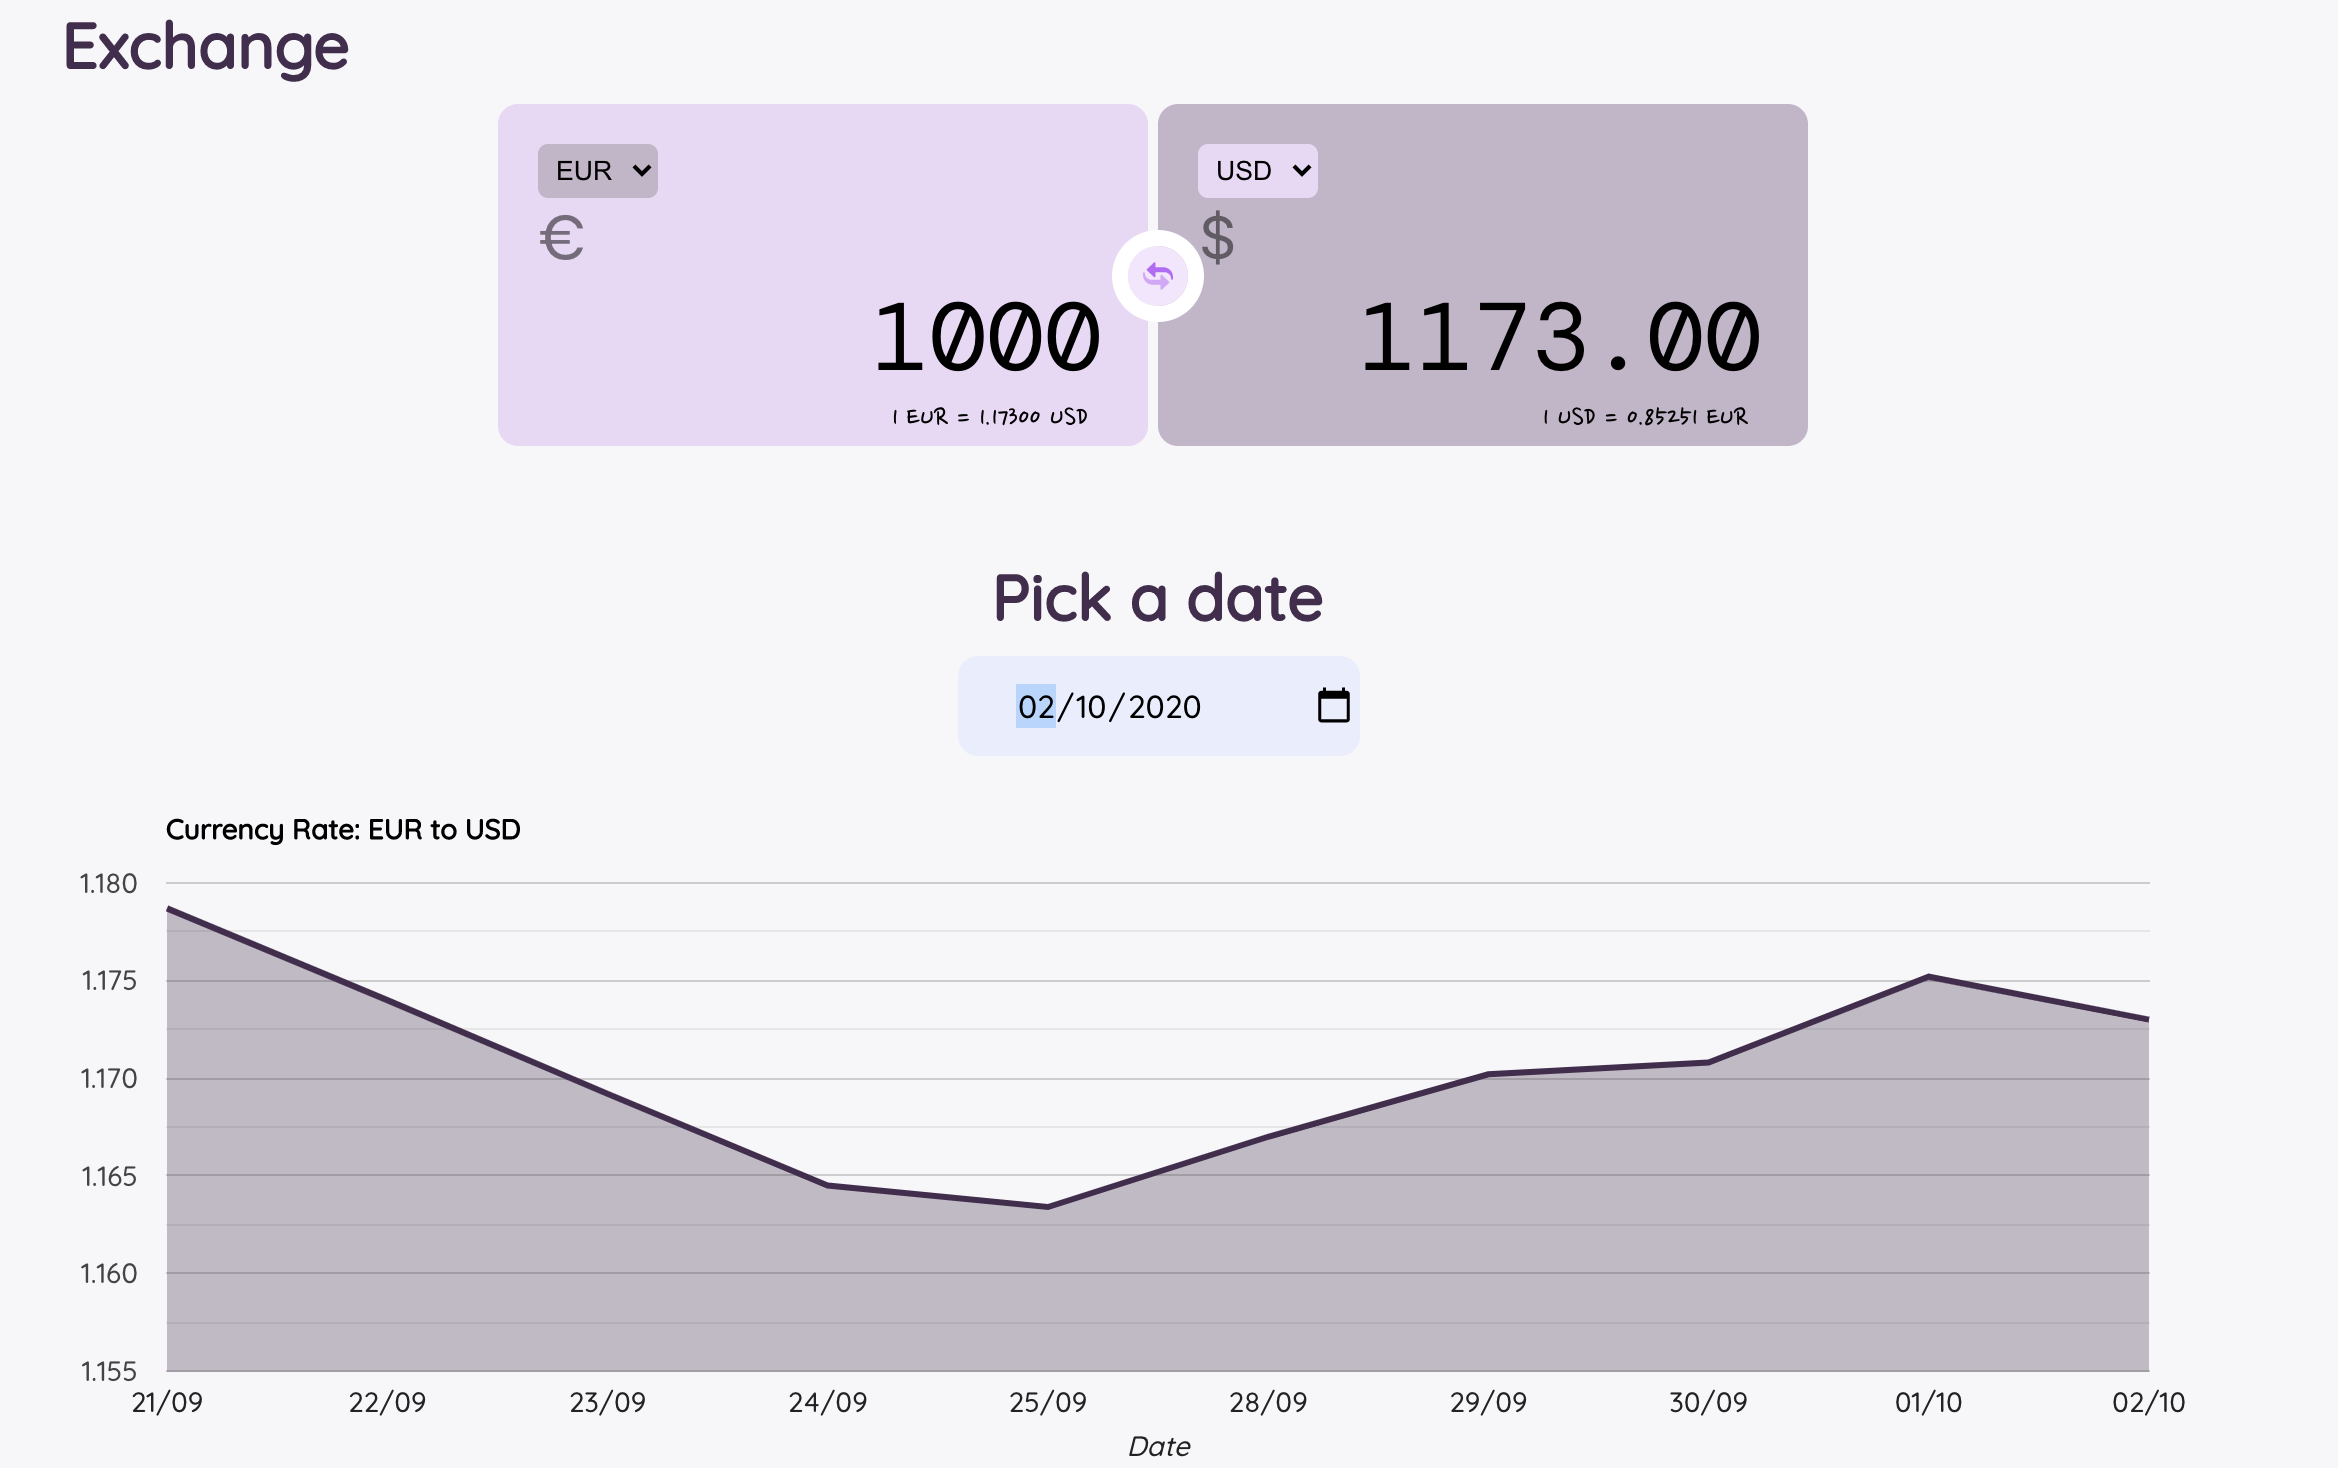 Exchange
EUR
€
1000
1 EUR = 1.17300 USD
USD
$
1173.00
1 USD = 0.85251 EUR
Pick a date
02/10/2020
Currency Rate: EUR to USD
1.180
1.175
1.170
1.165
1.160
1.155
21/09 22/09 23/09 24/09 25/09 28/09 29/09 30/09 01/10 02/10
Date